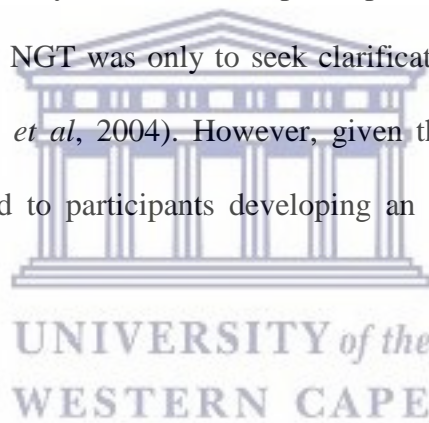 NGT was only to seek clarificat
et al, 2004). However, given th
d to participants developing an
UNIVERSITY of the
WESTERN CAPE